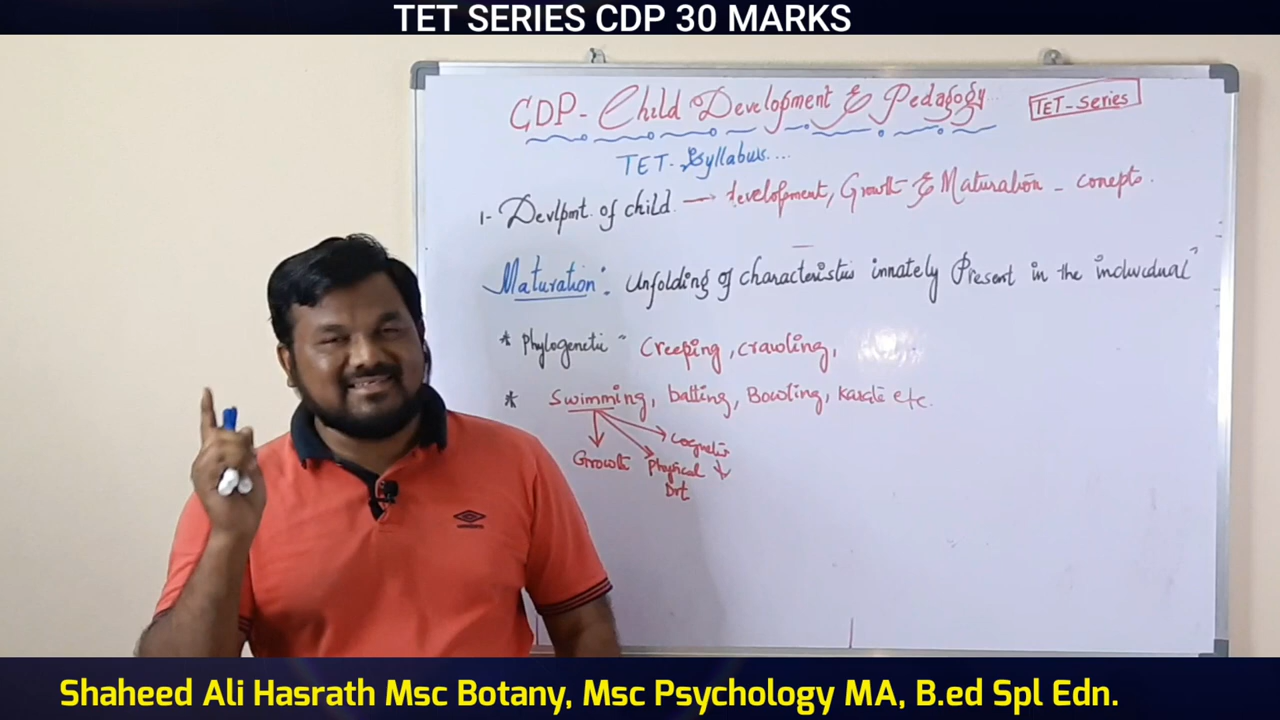 TET SERIES CDP 30 MARKS
CDP- Child Development & Pedagogy
TET-Series
TET- Syllabus....
1- Devlpmt. of child → development, Growth & Maturation - conepts.
Maturation: Unfolding of characteristics innately Present in the individual"
* Phylogenetic " Creeping, crawling,
* Swimming, batting, Bowling, Karate etc.
Growth Physical Cognetiv
Dvt
Shaheed Ali Hasrath Msc Botany, Msc Psychology MA, B.ed Spl Edn.